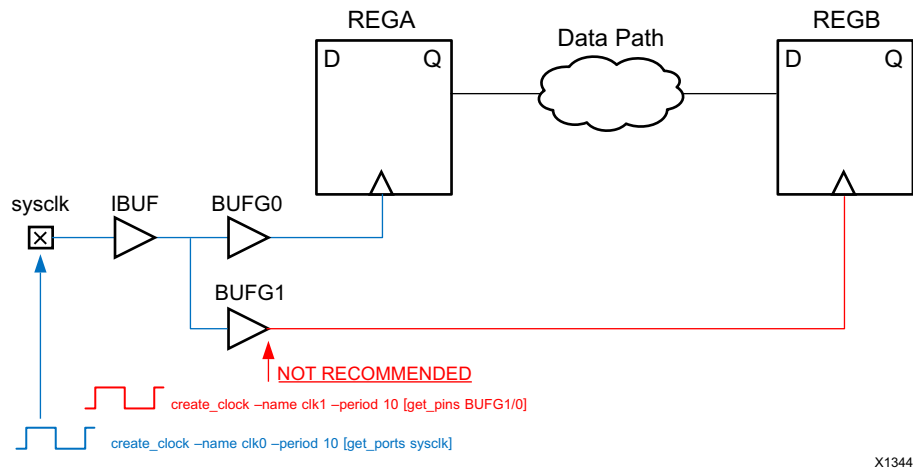 REGA
REGB
Data Path
D Q
D Q
sysclk
IBUF
BUFG0
BUFG1
NOT RECOMMENDED
create_clock –name clk1 –period 10 [get_pins BUFG1/0]
create_clock –name clk0 –period 10 [get_ports sysclk]
X1344